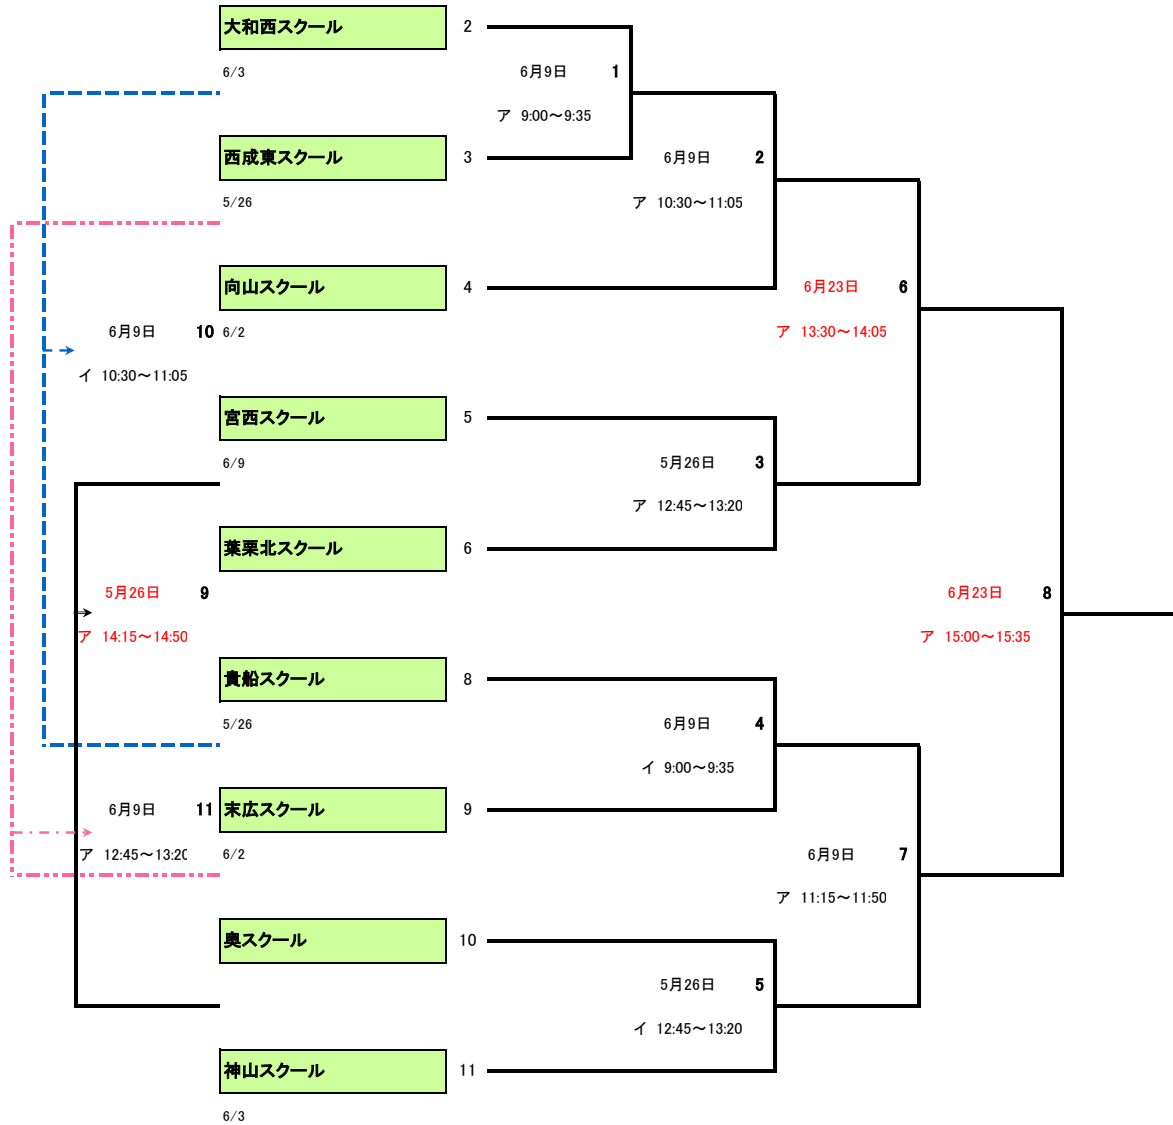 大和西スクール 2
6/3 6月9日 1
ア 9:00～9:35
西成東スクール 3 6月9日 2
5/26 ア 10:30～11:05
向山スクール 4 6月23日 6
6月9日 10 6/2 ア 13:30～14:05
イ 10:30～11:05
宮西スクール 5
6/9 5月26日 3
ア 12:45～13:20
葉栗北スクール 6
5月26日 9 6月23日 8
ア 14:15～14:50 ア 15:00～15:35
貴船スクール 8
5/26 6月9日 4
イ 9:00～9:35
6月9日 11 末広スクール 9
ア 12:45～13:20 6/2 6月9日 7
ア 11:15～11:50
奥スクール 10
5月26日 5
イ 12:45～13:20
神山スクール 11
6/3